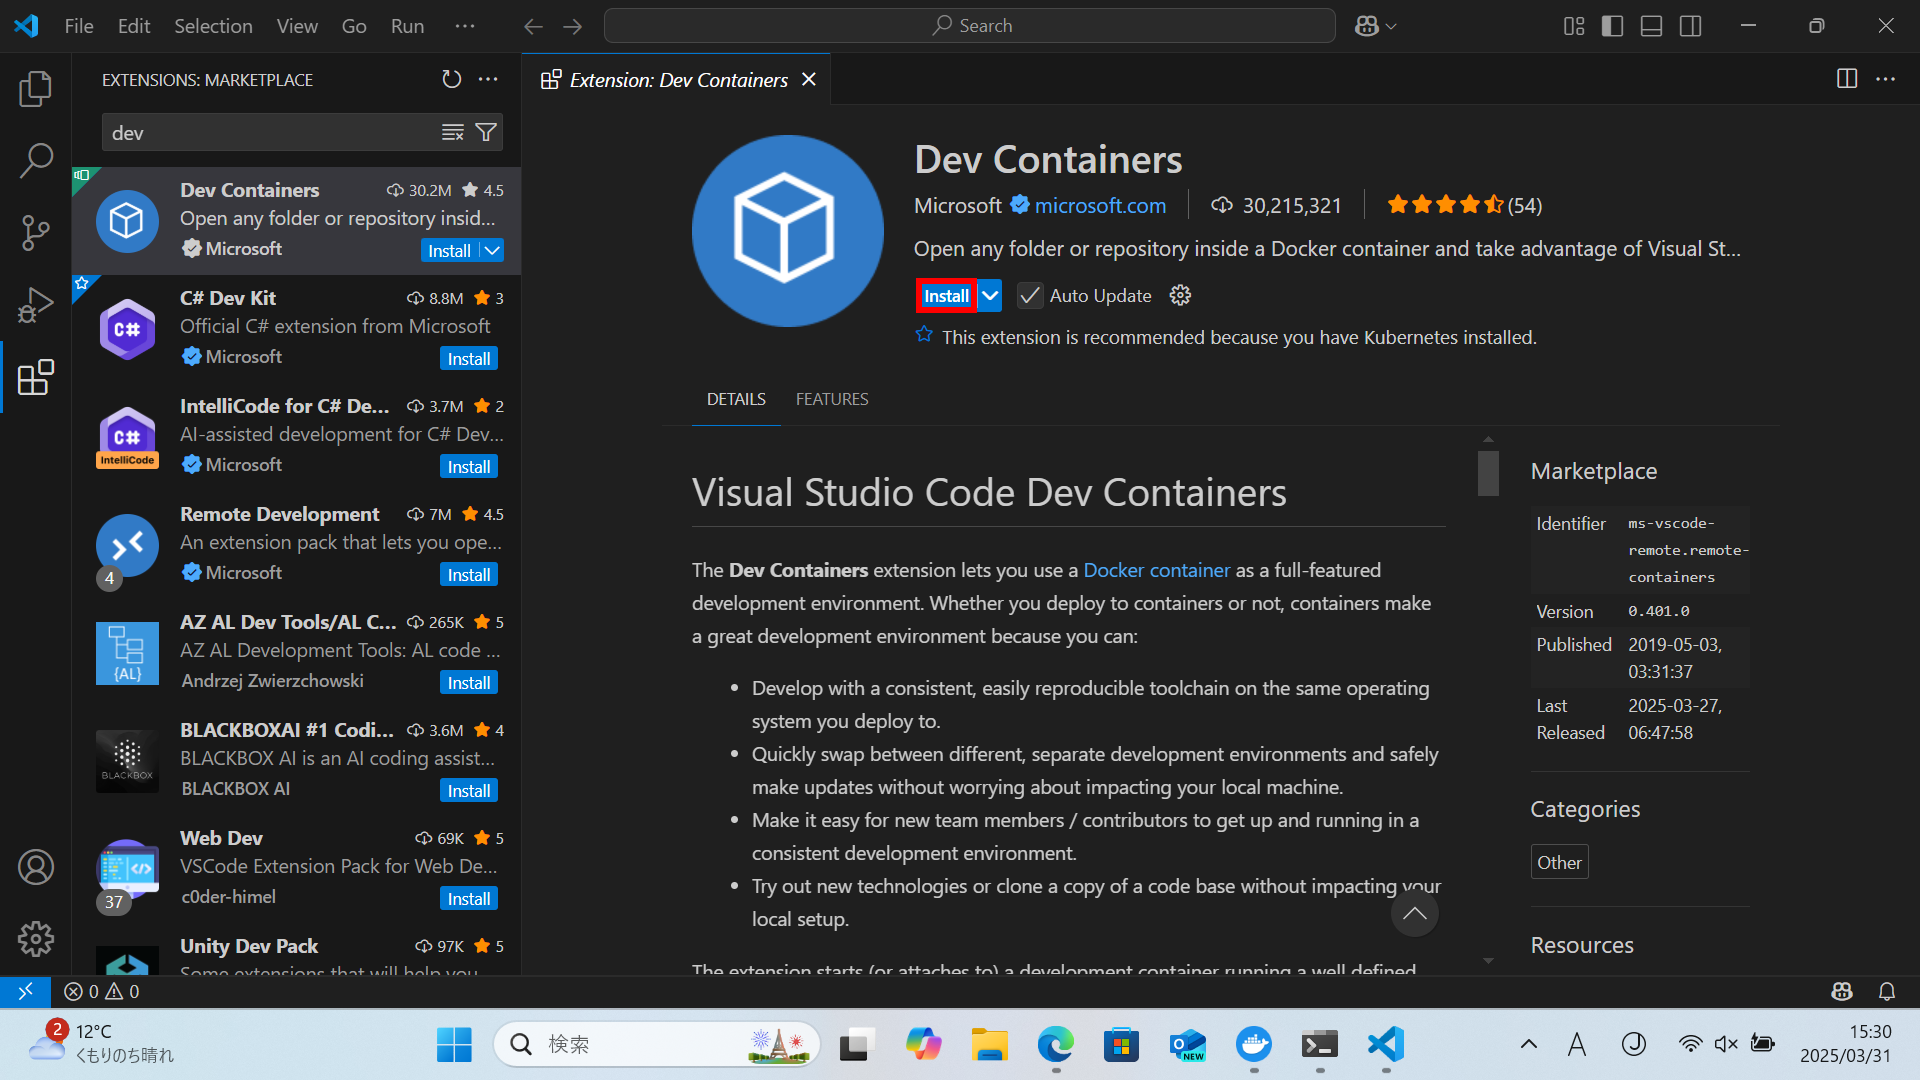 File Edit Selection View Go Run ···
Search
EXTENSIONS: MARKETPLACE
Extension: Dev Containers
dev
Dev Containers 30.2M 4.5
Open any folder or repository insid...
Microsoft Install
C# Dev Kit 8.8M 3
Official C# extension from Microsoft
Microsoft Install
C#
IntelliCode for C# De... 3.7M 2
AI-assisted development for C# Dev...
Microsoft Install
C#
IntelliCode
Remote Development 7M 4.5
An extension pack that lets you ope...
Microsoft Install
4
AZ AL Dev Tools/AL C... 265K 5
AZ AL Development Tools: AL code ...
Andrzej Zwierzchowski Install
{AL}
BLACKBOXAI #1 Codi... 3.6M 4
BLACKBOX AI is an AI coding assist...
BLACKBOX AI Install
BLACKBOX
Web Dev 69K 5
VSCode Extension Pack for Web De...
c0der-himel Install
37
Unity Dev Pack 97K 5
Some extensions that will help you
Dev Containers
Microsoft microsoft.com 30,215,321 (54)
Open any folder or repository inside a Docker container and take advantage of Visual St...
Install Auto Update
This extension is recommended because you have Kubernetes installed.
DETAILS FEATURES
Visual Studio Code Dev Containers
The Dev Containers extension lets you use a Docker container as a full-featured
development environment. Whether you deploy to containers or not, containers make
a great development environment because you can:
• Develop with a consistent, easily reproducible toolchain on the same operating
system you deploy to.
• Quickly swap between different, separate development environments and safely
make updates without worrying about impacting your local machine.
• Make it easy for new team members / contributors to get up and running in a
consistent development environment.
• Try out new technologies or clone a copy of a code base without impacting your
local setup.
The extension starts (or attaches to) a development container running a well defined
Marketplace
Identifier ms-vscode-
remote.remote-
containers
Version 0.401.0
Published 2019-05-03,
03:31:37
Last 2025-03-27,
Released 06:47:58
Categories
Other
Resources
0 0
2 12°C
くもりのち晴れ
検索
NEW
A
J
15:30
2025/03/31